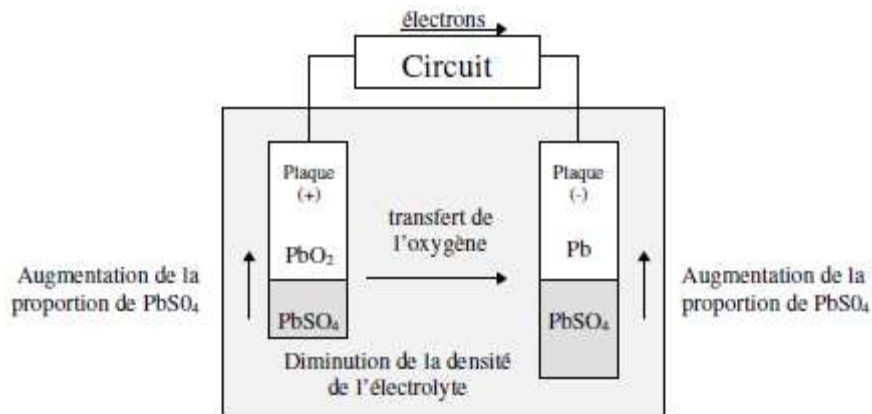 électrons
Circuit
Plaque
(+)
PbO₂
PbSO₄
transfert de
l'oxygène
Plaque
(-)
Pb
PbSO₄
Augmentation de la
proportion de PbS0₄
Augmentation de la
proportion de PbS0₄
Diminution de la densité
de l'électrolyte